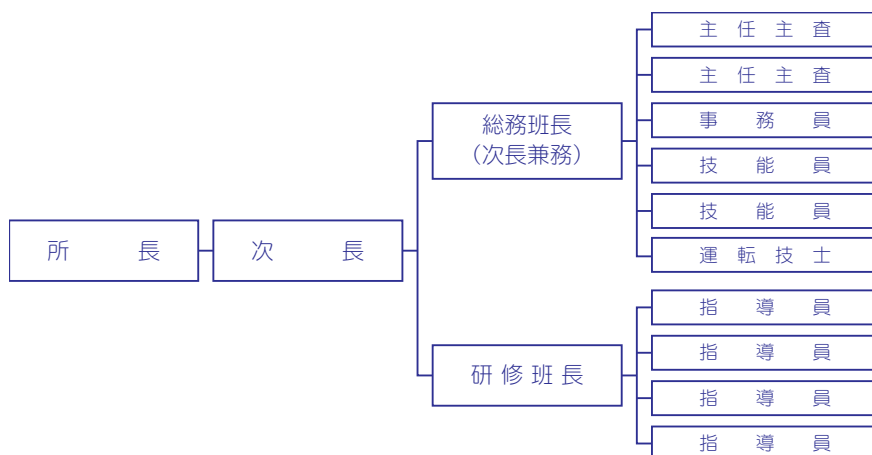 所長
次長
総務班長
(次長兼務)
主任主査
主任主査
事務員
技能員
技能員
運転技士
研修班長
指導員
指導員
指導員
指導員